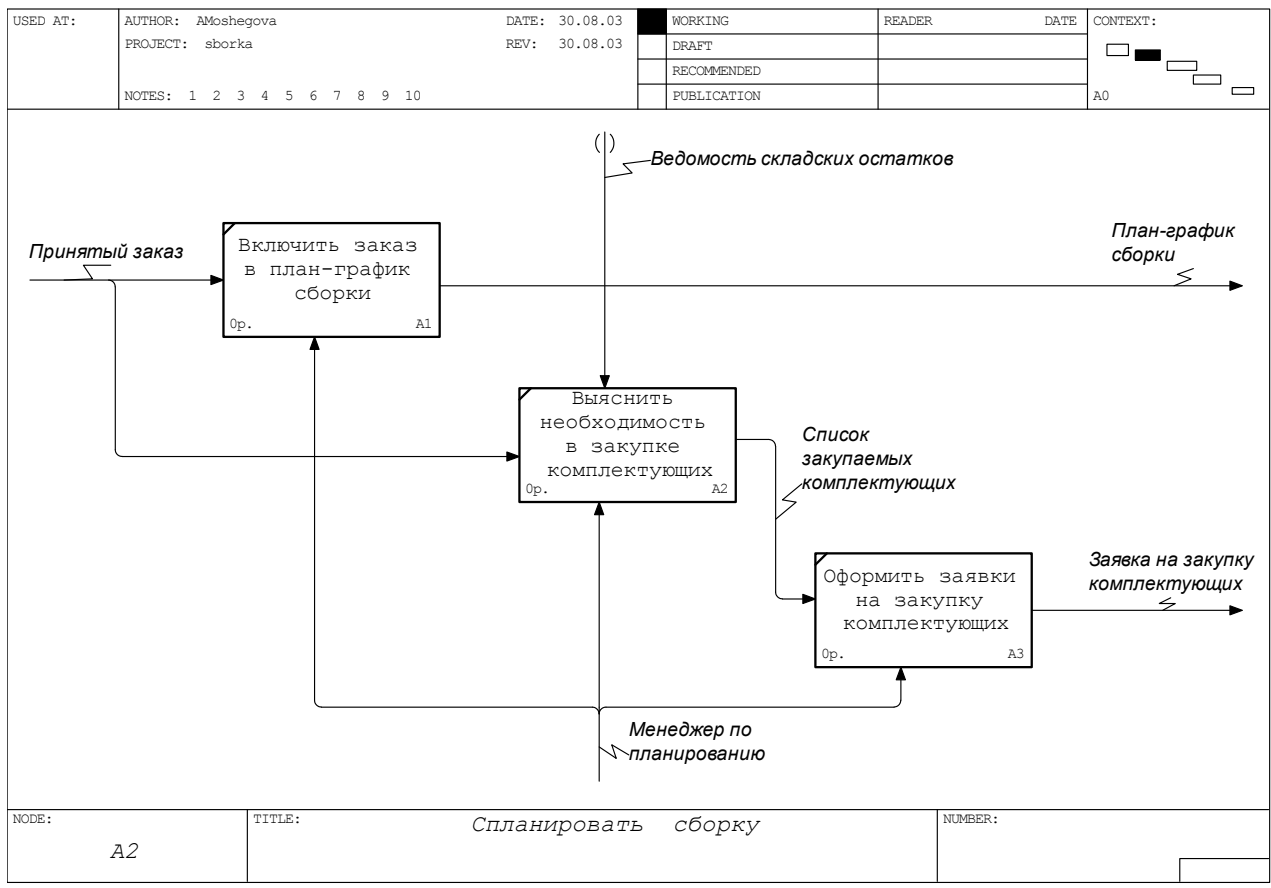 USED AT:
AUTHOR: AMoshegova
DATE: 30.08.03
PROJECT: sborka
REV: 30.08.03
NOTES: 1 2 3 4 5 6 7 8 9 10
WORKING
DRAFT
RECOMMENDED
PUBLICATION
READER
DATE
CONTEXT:
A0
( )
Ведомость складских остатков
Принятый заказ
Включить заказ
в план-график
сборки
0р.
A1
План-график
сборки
Выяснить
необходимость
в закупке
комплектующих
0р.
A2
Список
закупаемых
комплектующих
Оформить заявки
на закупку
комплектующих
0р.
A3
Заявка на закупку
комплектующих
Менеджер по
планированию
NODE:
A2
TITLE:
Спланировать сборку
NUMBER: